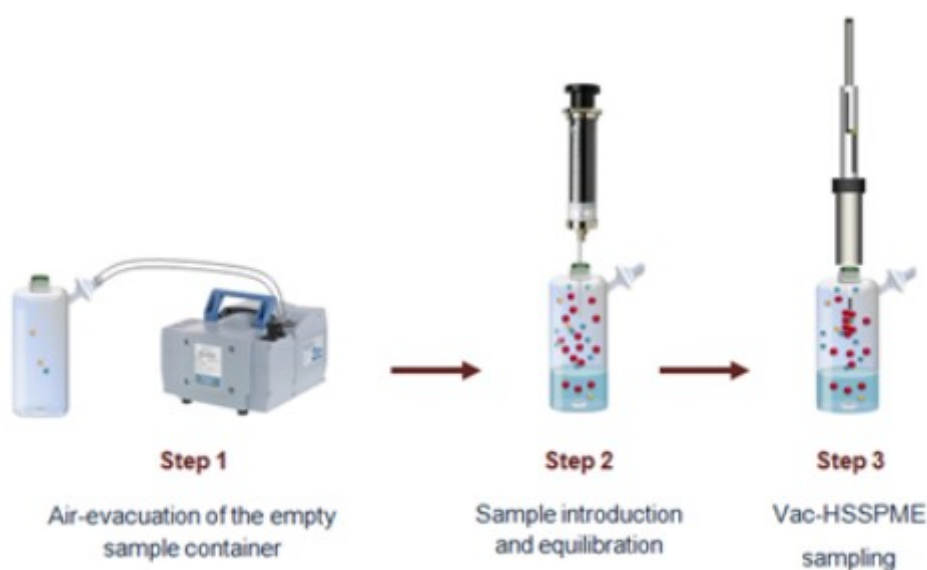 Step 1
Air-evacuation of the empty
sample container
Step 2
Sample introduction
and equilibration
Step 3
Vac-HSSPME
sampling